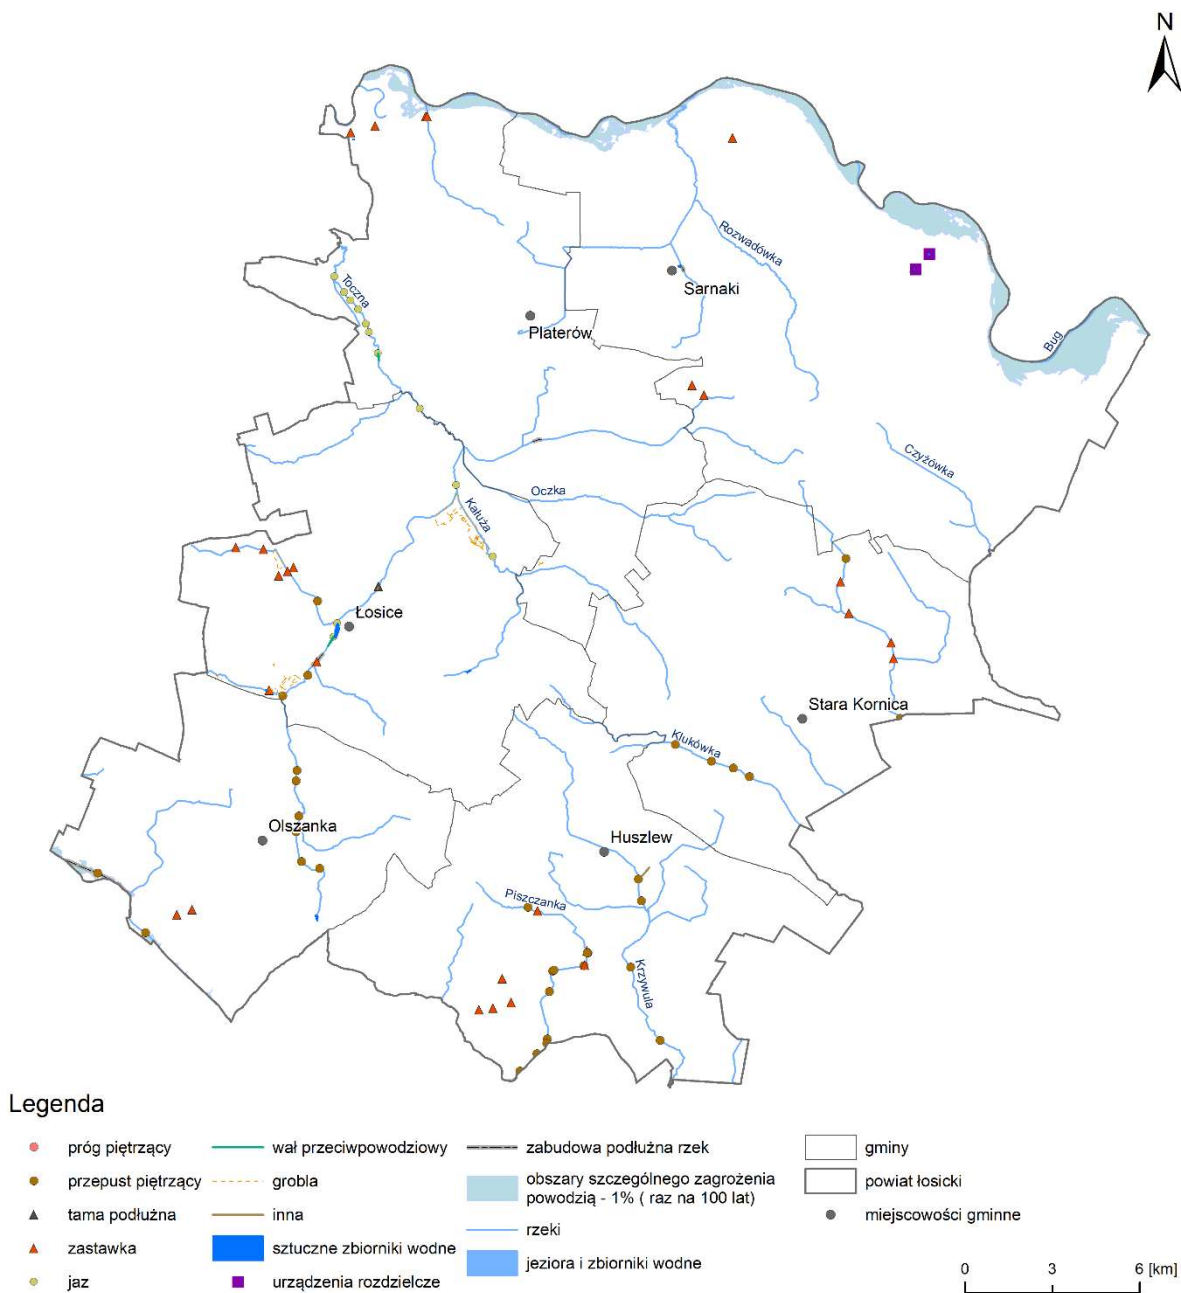 N
Rozwadówka
Sarnaki
Toczna
Platerów
Bug
Czyżówka
Oczka
Kałuża
Łosice
Stara Kornica
Klukówka
Olszanka
Huszlew
Piszczanka
Krzywula
Legenda
próg piętrzący
przepust piętrzący
tama podłużna
zastawka
jaz
wał przeciwpowodziowy
grobla
inna
sztuczne zbiorniki wodne
urządzenia rozdzielcze
zabudowa podłużna rzek
obszary szczególnego zagrożenia
powodzią - 1% ( raz na 100 lat)
rzeki
jeziora i zbiorniki wodne
gminy
powiat łosicki
miejscowości gminne
0 3 6 [km]